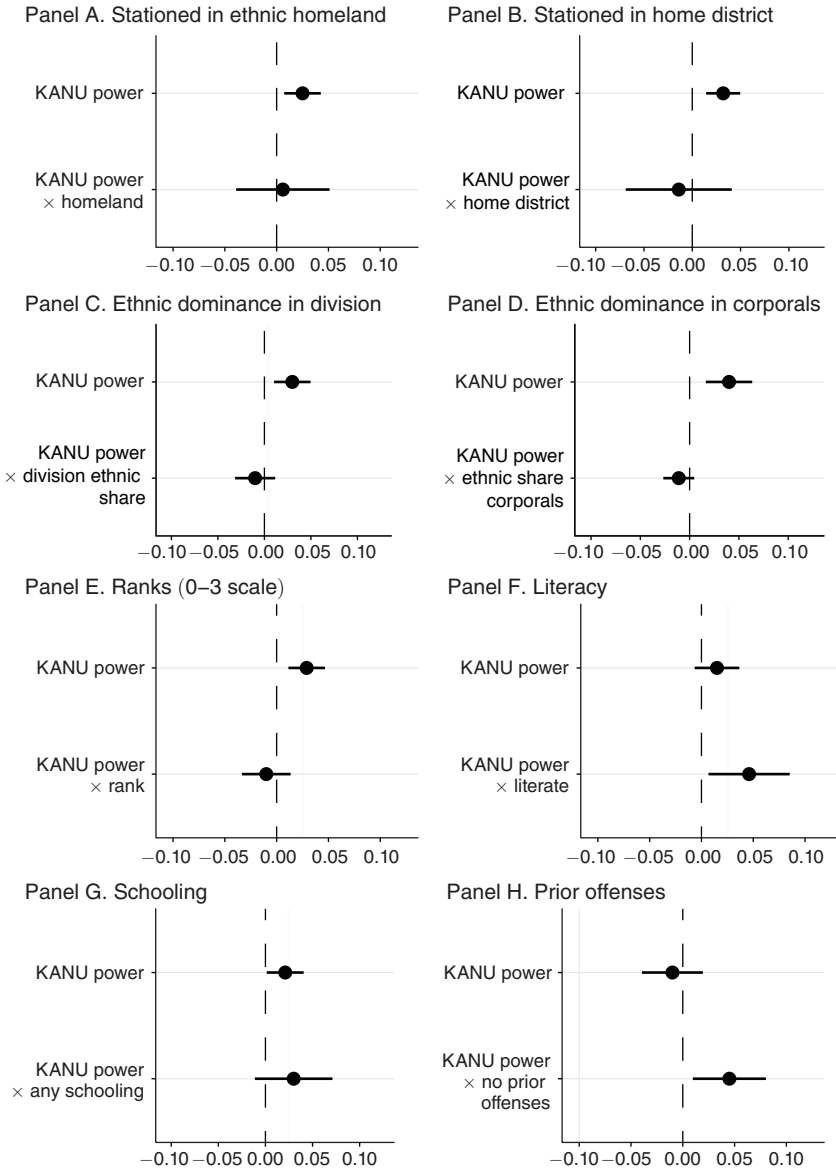 Panel A. Stationed in ethnic homeland
KANU power
KANU power
× homeland
−0.10 −0.05 0.00 0.05 0.10
Panel B. Stationed in home district
KANU power
KANU power
× home district
−0.10 −0.05 0.00 0.05 0.10
Panel C. Ethnic dominance in division
KANU power
KANU power
× division ethnic
share
−0.10 −0.05 0.00 0.05 0.10
Panel D. Ethnic dominance in corporals
KANU power
KANU power
× ethnic share
corporals
−0.10 −0.05 0.00 0.05 0.10
Panel E. Ranks (0–3 scale)
KANU power
KANU power
× rank
−0.10 −0.05 0.00 0.05 0.10
Panel F. Literacy
KANU power
KANU power
× literate
−0.10 −0.05 0.00 0.05 0.10
Panel G. Schooling
KANU power
KANU power
× any schooling
−0.10 −0.05 0.00 0.05 0.10
Panel H. Prior offenses
KANU power
KANU power
× no prior
offenses
−0.10 −0.05 0.00 0.05 0.10